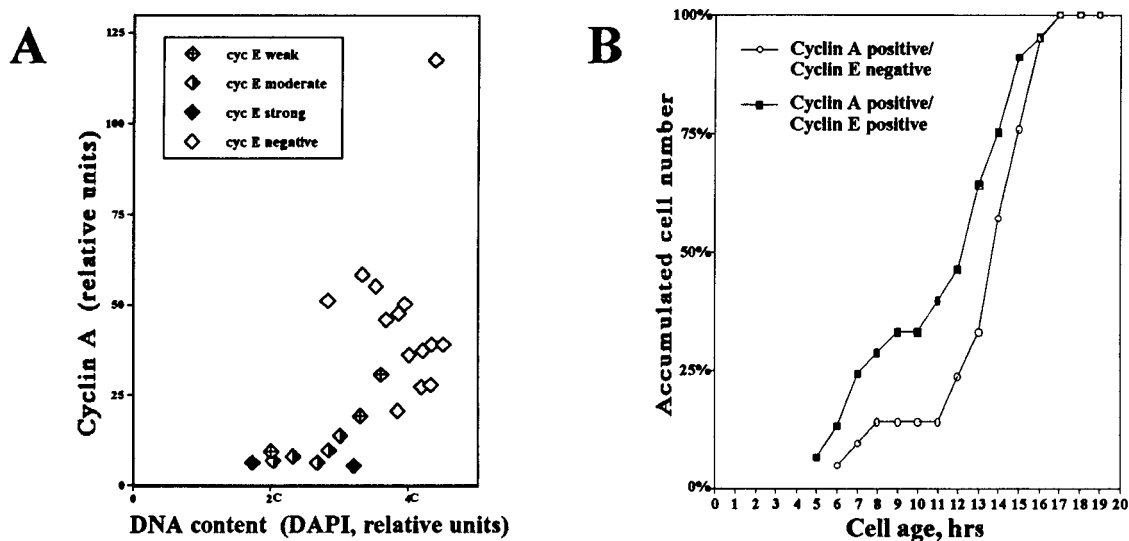 A
125
100
75
50
25
0
Cyclin A (relative units)
cyc E weak
cyc E moderate
cyc E strong
cyc E negative
0
2C
4C
DNA content (DAPI, relative units)
B
100%
75%
50%
25%
0%
Accumulated cell number
Cyclin A positive/
Cyclin E negative
Cyclin A positive/
Cyclin E positive
0 1 2 3 4 5 6 7 8 9 10 11 12 13 14 15 16 17 18 19 20
Cell age, hrs